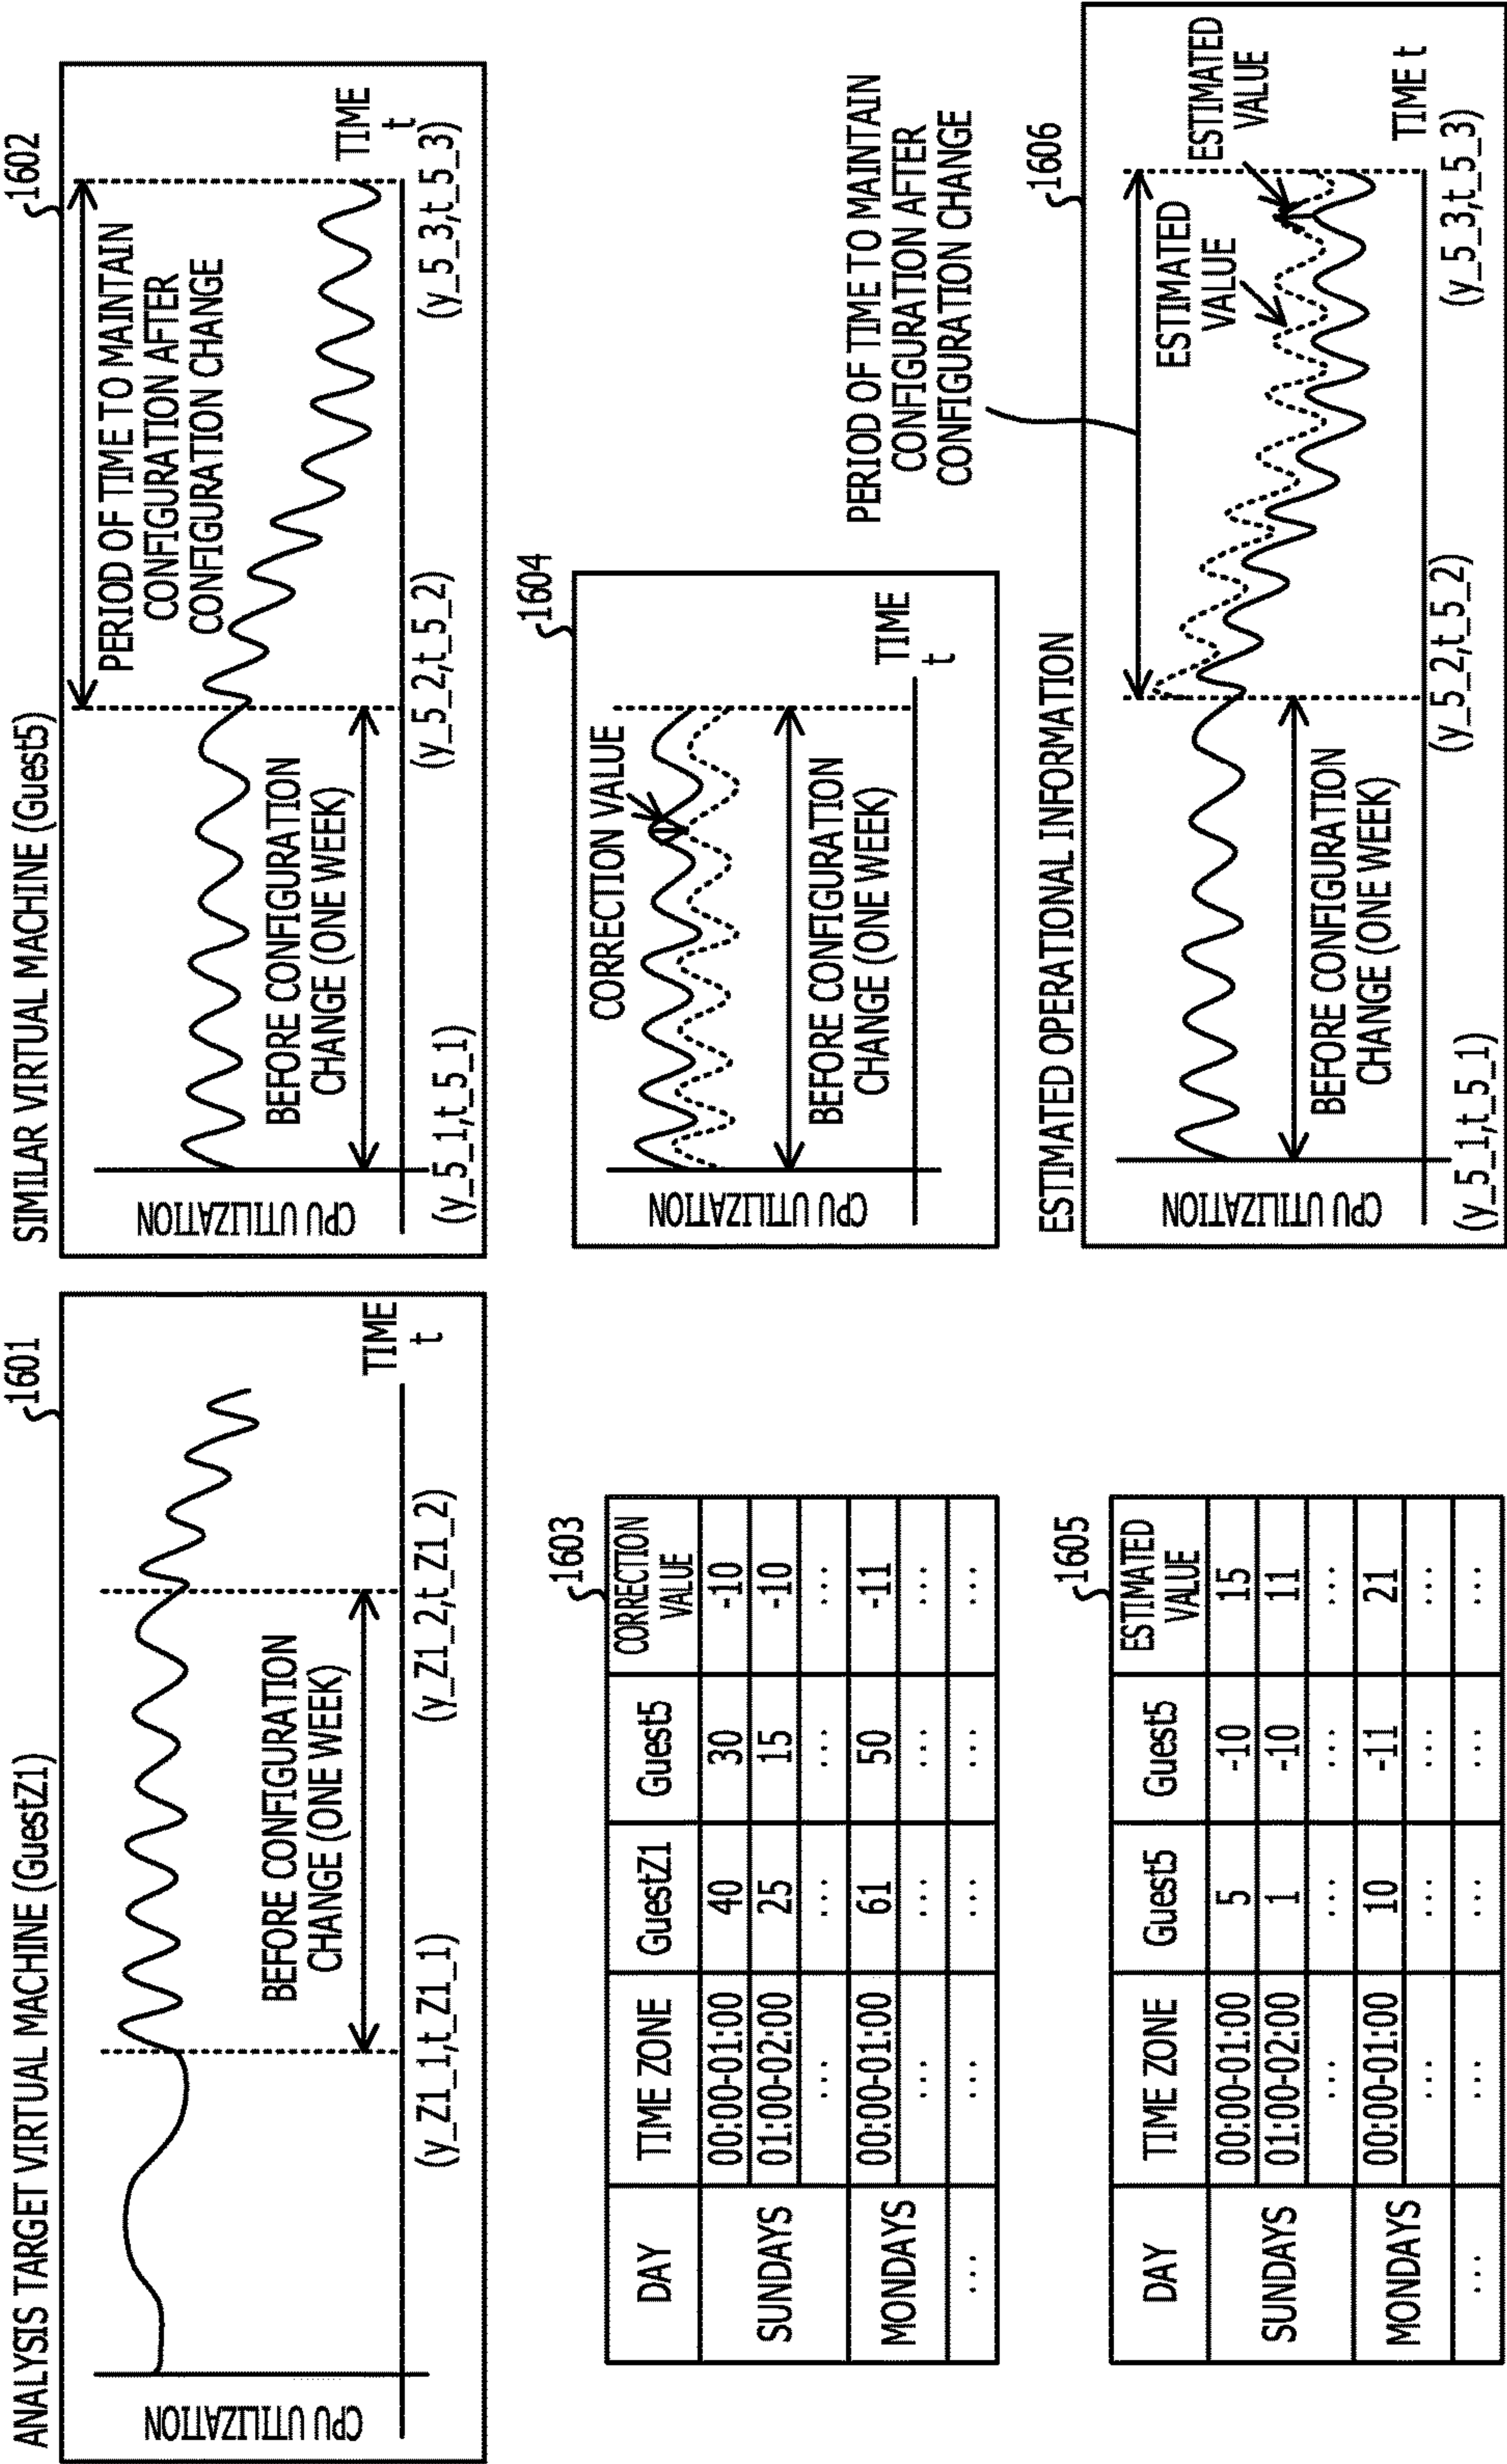 ANALYSIS TARGET VIRTUAL MACHINE (GuestZ1)
1601
CPU UTILIZATION
BEFORE CONFIGURATION
CHANGE (ONE WEEK)
TIME
t
(y_Z1_1,t_Z1_1)
(y_Z1_2,t_Z1_2)
SIMILAR VIRTUAL MACHINE (Guest5)
1602
CPU UTILIZATION
PERIOD OF TIME TO MAINTAIN
CONFIGURATION AFTER
CONFIGURATION CHANGE
BEFORE CONFIGURATION
CHANGE (ONE WEEK)
TIME
t
(y_5_1,t_5_1)
(y_5_2,t_5_2)
(y_5_3,t_5_3)
1603
DAY TIME ZONE GuestZ1 Guest5 CORRECTION VALUE
SUNDAYS 00:00-01:00 40 30 -10
01:00-02:00 25 15 -10
... ... ... ...
MONDAYS 00:00-01:00 61 50 -11
... ... ... ...
... ... ... ... ...
1604
CPU UTILIZATION
CORRECTION VALUE
BEFORE CONFIGURATION
CHANGE (ONE WEEK)
TIME
t
1605
DAY TIME ZONE Guest5 Guest5 ESTIMATED VALUE
SUNDAYS 00:00-01:00 5 -10 15
01:00-02:00 1 -10 11
... ... ... ...
MONDAYS 00:00-01:00 10 -11 21
... ... ... ...
... ... ... ... ...
PERIOD OF TIME TO MAINTAIN
CONFIGURATION AFTER
CONFIGURATION CHANGE
ESTIMATED OPERATIONAL INFORMATION
1606
CPU UTILIZATION
ESTIMATED
VALUE
ESTIMATED
VALUE
BEFORE CONFIGURATION
CHANGE (ONE WEEK)
TIME t
(y_5_1,t_5_1)
(y_5_2,t_5_2)
(y_5_3,t_5_3)